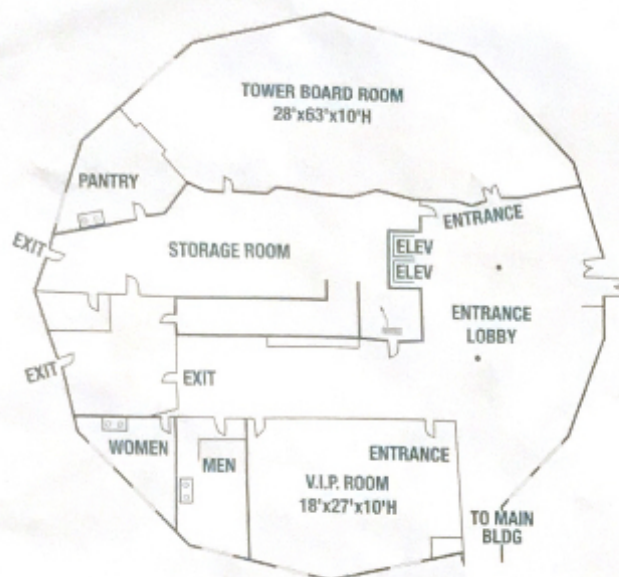 TOWER BOARD ROOM
28'x63'x10'H
PANTRY
ENTRANCE
EXIT
STORAGE ROOM
ELEV
ELEV
ENTRANCE
LOBBY
EXIT
EXIT
WOMEN
MEN
ENTRANCE
V.I.P. ROOM
18'x27'x10'H
TO MAIN
BLDG